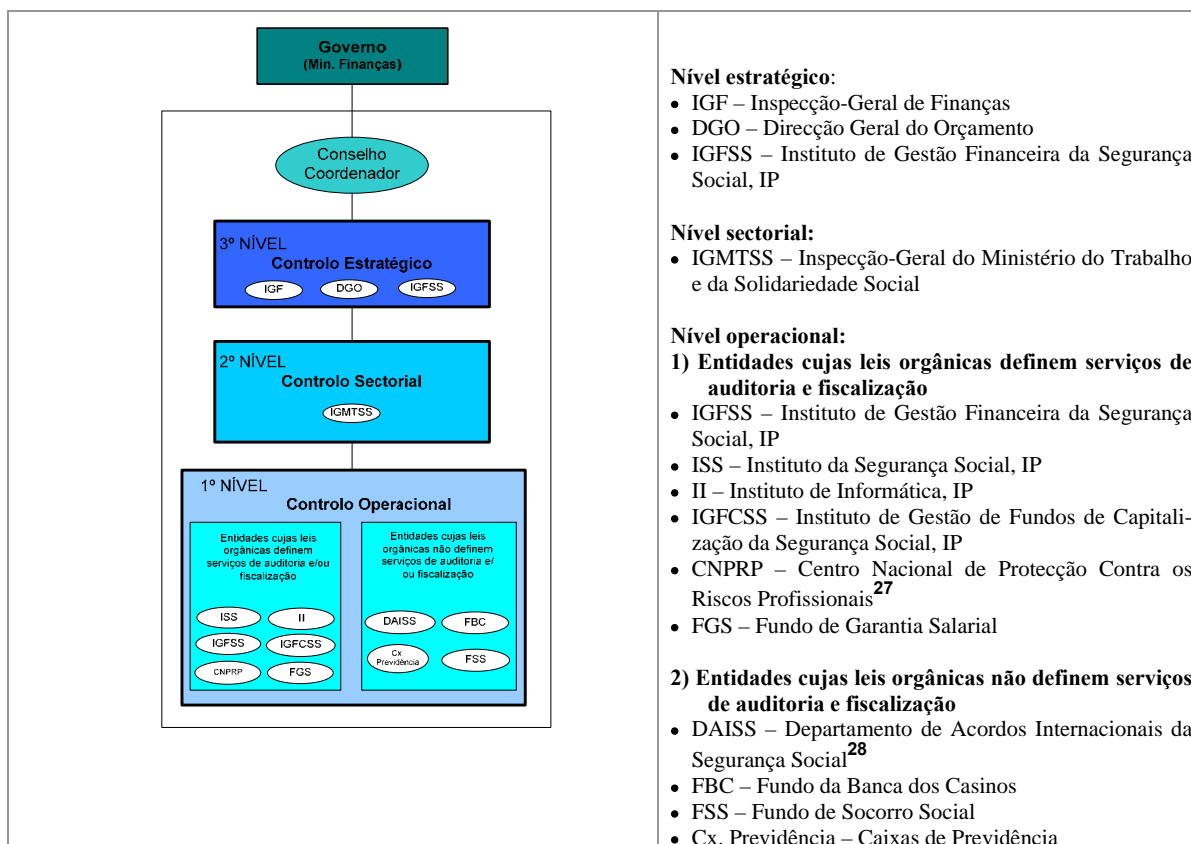 Governo
(Min. Finanças)
Conselho
Coordenador
3º NÍVEL
Controlo Estratégico
IGF
DGO
IGFSS
2º NÍVEL
Controlo Sectorial
IGMTSS
1º NÍVEL
Controlo Operacional
Entidades cujas leis
orgânicas definem
serviços de auditoria e/ou
fiscalização
ISS
II
IGFSS
IGFCSS
CNPRP
FGS
Entidades cujas leis
orgânicas não definem
serviços de auditoria e/
ou fiscalização
DAISS
FBC
Cx
Previdência
FSS
Nível estratégico:
• IGF – Inspecção-Geral de Finanças
• DGO – Direcção Geral do Orçamento
• IGFSS – Instituto de Gestão Financeira da Segurança
Social, IP
Nível sectorial:
• IGMTSS – Inspecção-Geral do Ministério do Trabalho
e da Solidariedade Social
Nível operacional:
1) Entidades cujas leis orgânicas definem serviços de
auditoria e fiscalização
• IGFSS – Instituto de Gestão Financeira da Segurança
Social, IP
• ISS – Instituto da Segurança Social, IP
• II – Instituto de Informática, IP
• IGFCSS – Instituto de Gestão de Fundos de Capitali-
zação da Segurança Social, IP
• CNPRP – Centro Nacional de Protecção Contra os
Riscos Profissionais27
• FGS – Fundo de Garantia Salarial
2) Entidades cujas leis orgânicas não definem serviços
de auditoria e fiscalização
• DAISS – Departamento de Acordos Internacionais da
Segurança Social28
• FBC – Fundo da Banca dos Casinos
• FSS – Fundo de Socorro Social
• Cx. Previdência – Caixas de Previdência